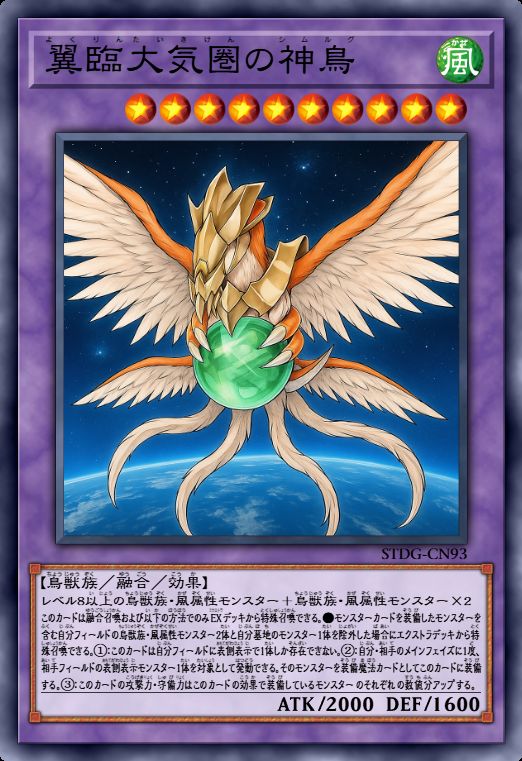 よくりんたいきけん シムルグ
翼臨大気圏の神鳥
かぜ
風
STDG-CN93
【鳥獣族／融合／効果】
レベル8以上の鳥獣族・風属性モンスター＋鳥獣族・風属性モンスター×2
このカードは融合召喚および以下の方法でのみEXデッキから特殊召喚できる。●モンスターカードを装備したモンスターを
含む自分フィールドの鳥獣族・風属性モンスター2体と自分墓地のモンスター1体を除外した場合にエクストラデッキから特
殊召喚できる。①:このカードは自分フィールドに表側表示で1体しか存在できない。②:自分・相手のメインフェイズに1度、
相手フィールドの表側表示モンスター1体を対象として発動できる。そのモンスターを装備魔法カードとしてこのカードに装備
する。③:このカードの攻撃力・守備力はこのカードの効果で装備しているモンスターのそれぞれの数値分アップする。
ATK/2000 DEF/1600